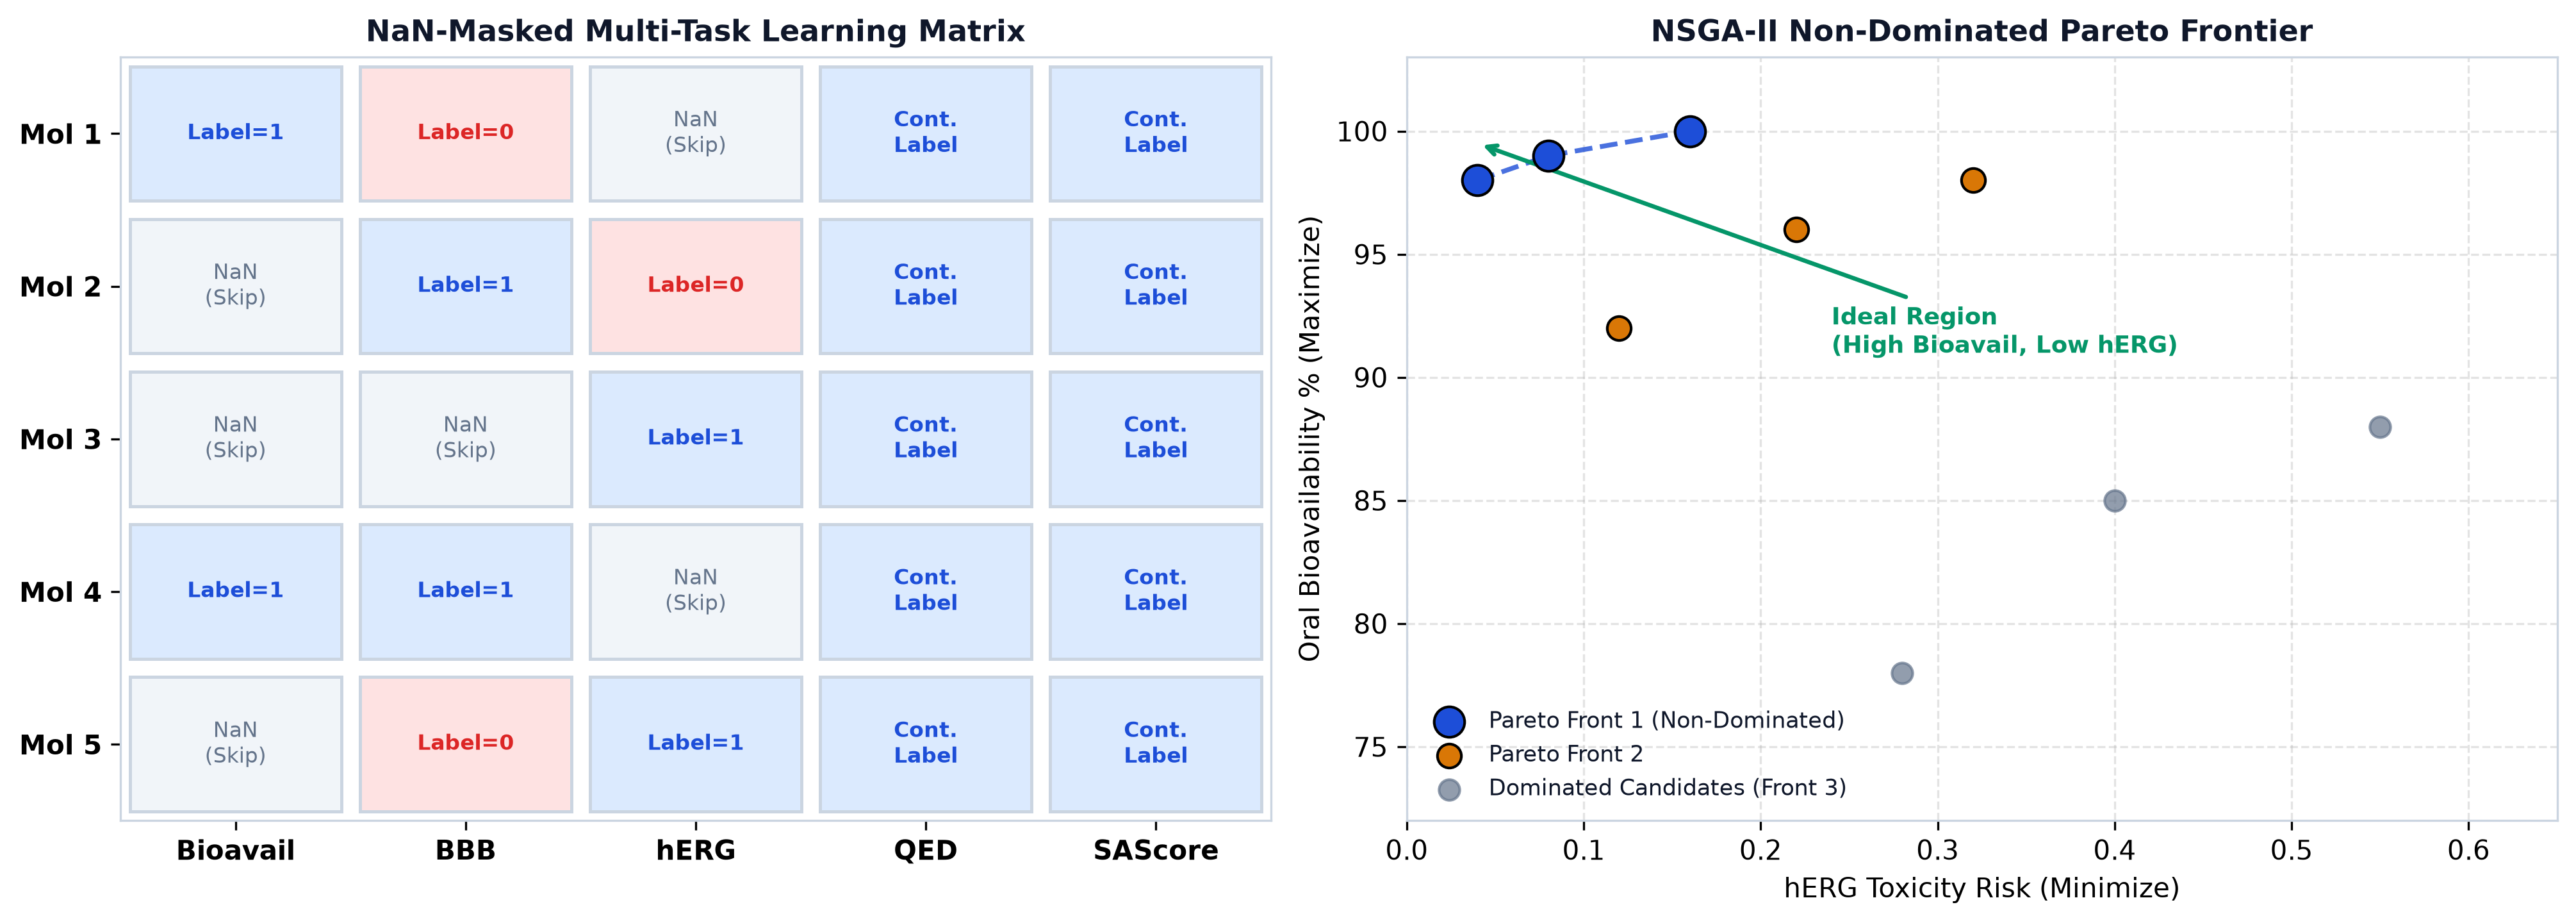 NaN-Masked Multi-Task Learning Matrix
Mol 1
Label=1
Label=0
NaN
(Skip)
Cont.
Label
Cont.
Label
Mol 2
NaN
(Skip)
Label=1
Label=0
Cont.
Label
Cont.
Label
Mol 3
NaN
(Skip)
NaN
(Skip)
Label=1
Cont.
Label
Cont.
Label
Mol 4
Label=1
Label=1
NaN
(Skip)
Cont.
Label
Cont.
Label
Mol 5
NaN
(Skip)
Label=0
Label=1
Cont.
Label
Cont.
Label
Bioavail
BBB
hERG
QED
SAScore
NSGA-II Non-Dominated Pareto Frontier
Oral Bioavailability % (Maximize)
100
95
90
85
80
75
Ideal Region
(High Bioavail, Low hERG)
Pareto Front 1 (Non-Dominated)
Pareto Front 2
Dominated Candidates (Front 3)
0.0
0.1
0.2
0.3
0.4
0.5
0.6
hERG Toxicity Risk (Minimize)